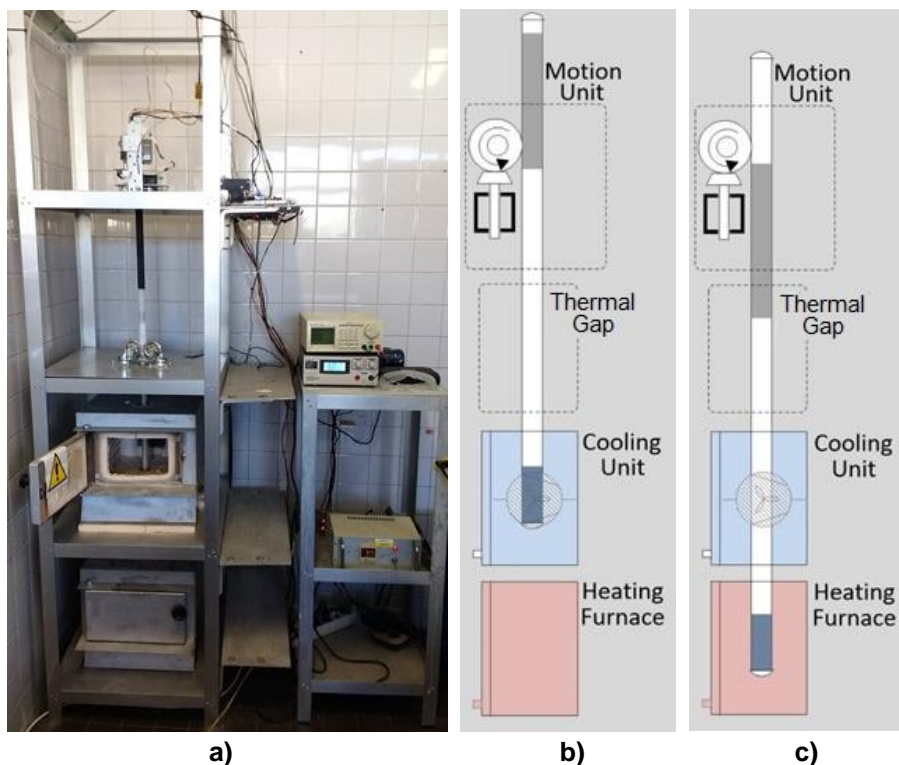 Motion
Unit
Thermal
Gap
Cooling
Unit
Heating
Furnace
Motion
Unit
Thermal
Gap
Cooling
Unit
Heating
Furnace
a)
b)
c)